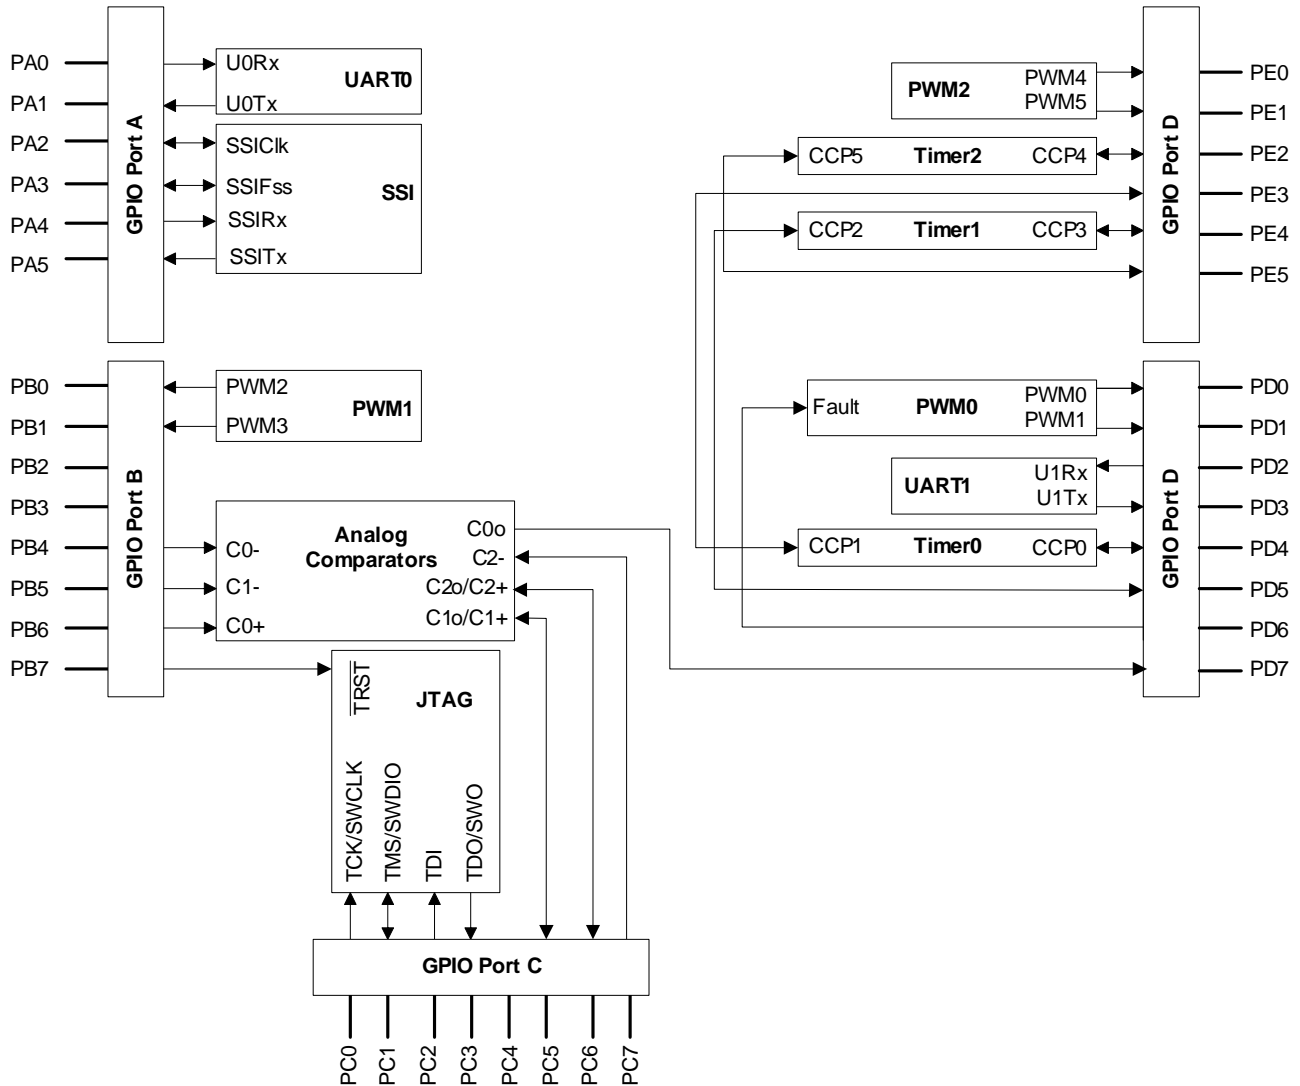 PA0
PA1
PA2
PA3
PA4
PA5
GPIO Port A
U0Rx
UART0
U0Tx
SSIClk
SSIFss
SSI
SSIRx
SSITx
PWM2
PWM4
PWM5
CCP5 Timer2 CCP4
CCP2 Timer1 CCP3
GPIO Port D
PE0
PE1
PE2
PE3
PE4
PE5
PB0
PB1
PB2
PB3
PB4
PB5
PB6
PB7
GPIO Port B
PWM2
PWM1
PWM3
Analog
Comparators
C0-
C1-
C0+
C0o
C2-
C2o/C2+
C1o/C1+
Fault PWM0 PWM0
PWM1
UART1
U1Rx
U1Tx
CCP1 Timer0 CCP0
GPIO Port D
PD0
PD1
PD2
PD3
PD4
PD5
PD6
PD7
TRST
JTAG
TCK/SWCLK
TMS/SWDIO
TDI
TDO/SWO
GPIO Port C
PC0
PC1
PC2
PC3
PC4
PC5
PC6
PC7